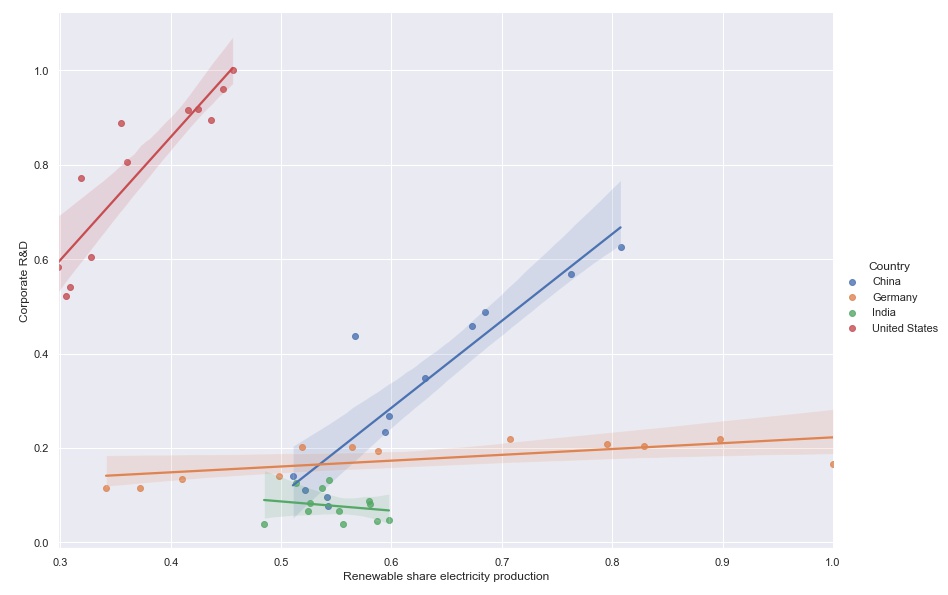 Corporate R&D
1.0
0.8
0.6
0.4
0.2
0.0
0.3 0.4 0.5 0.6 0.7 0.8 0.9 1.0
Renewable share electricity production
Country
China
Germany
India
United States